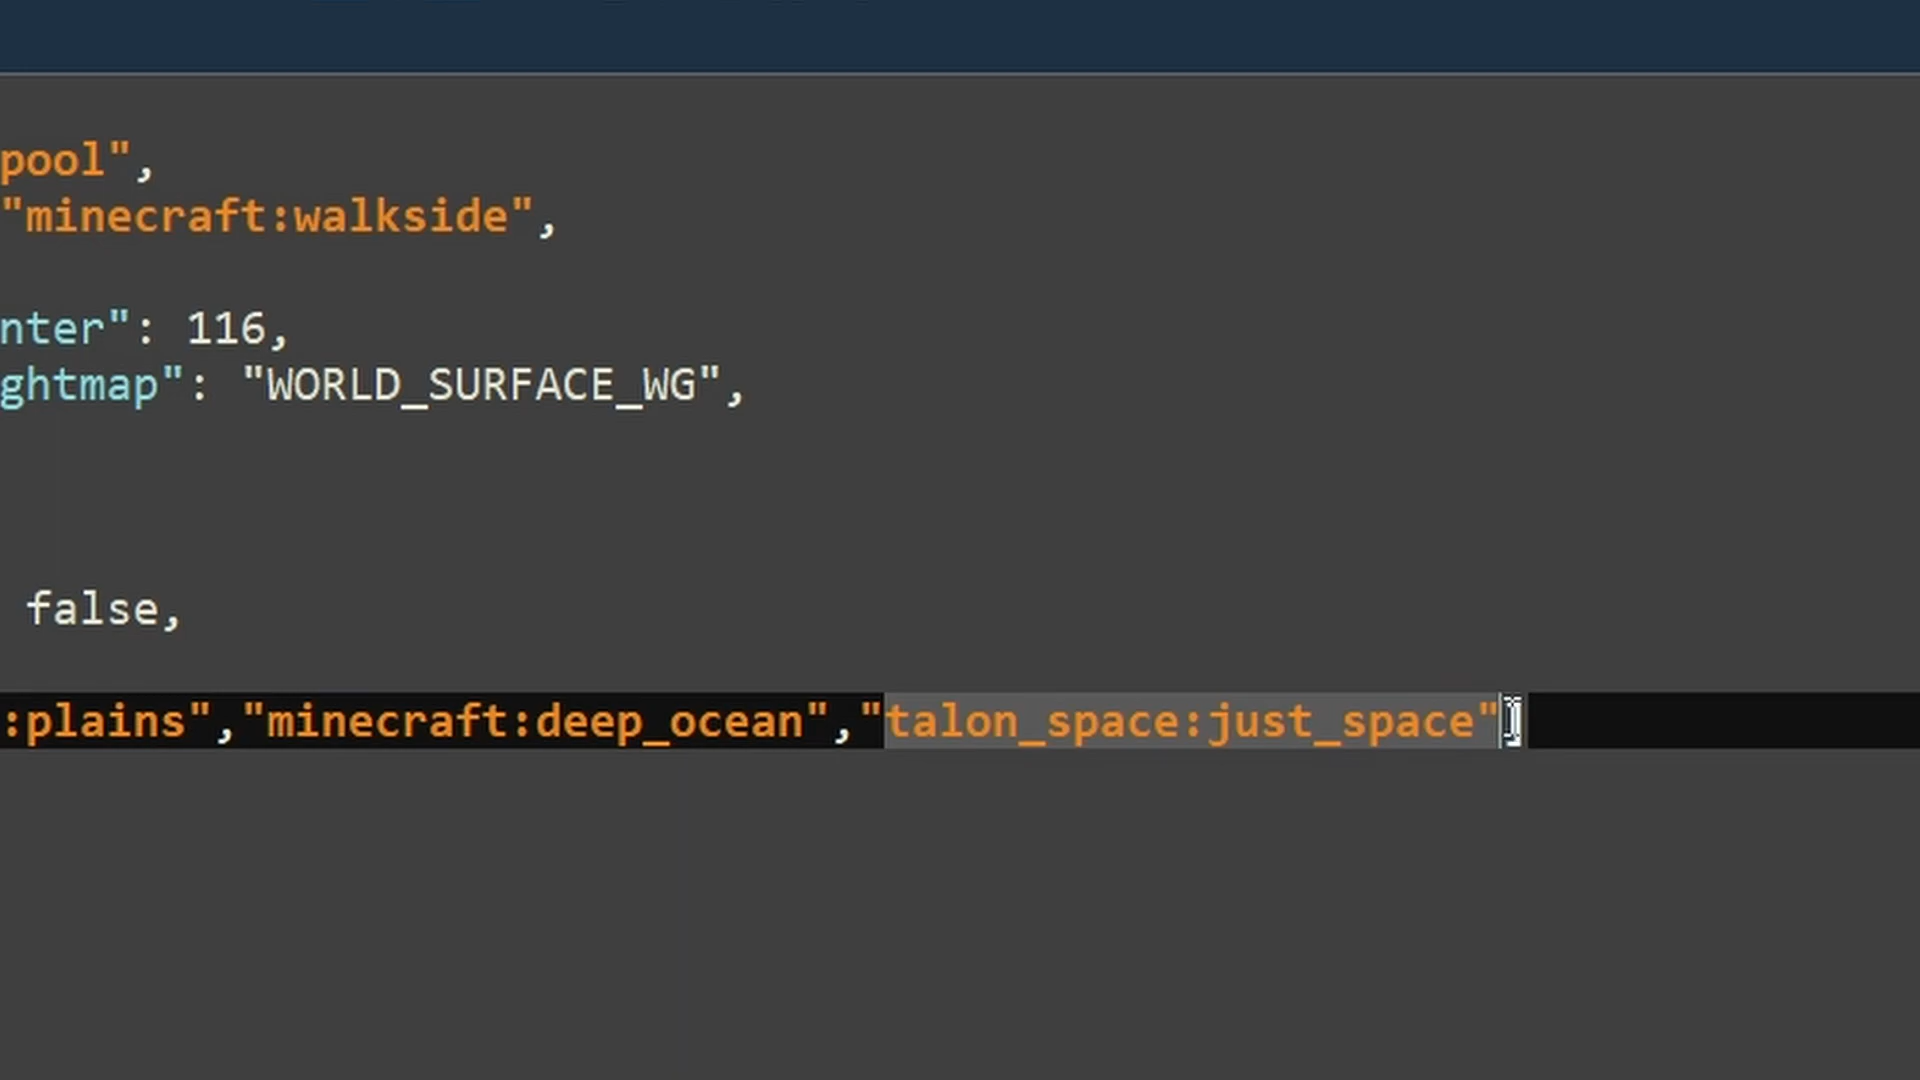 pool",
"minecraft:walkside",
nter": 116,
ghtmap": "WORLD_SURFACE_WG",
false,
:plains","minecraft:deep_ocean","talon_space:just_space"]